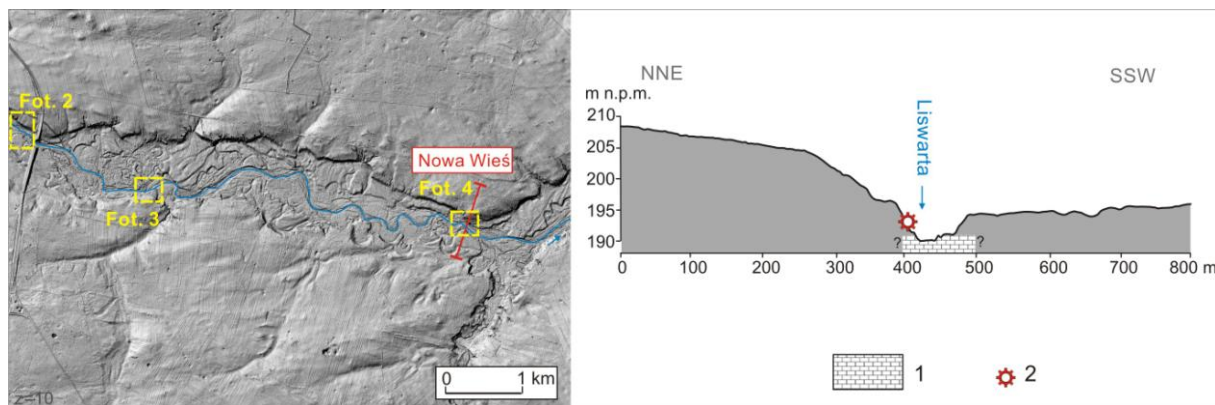 Fot. 2
Fot. 3
Nowa Wieś
Fot. 4
0 1 km
z=10
NNE
SSW
m n.p.m.
Liswarta
210
205
200
195
190
? ?
0 100 200 300 400 500 600 700 800 m
1
2